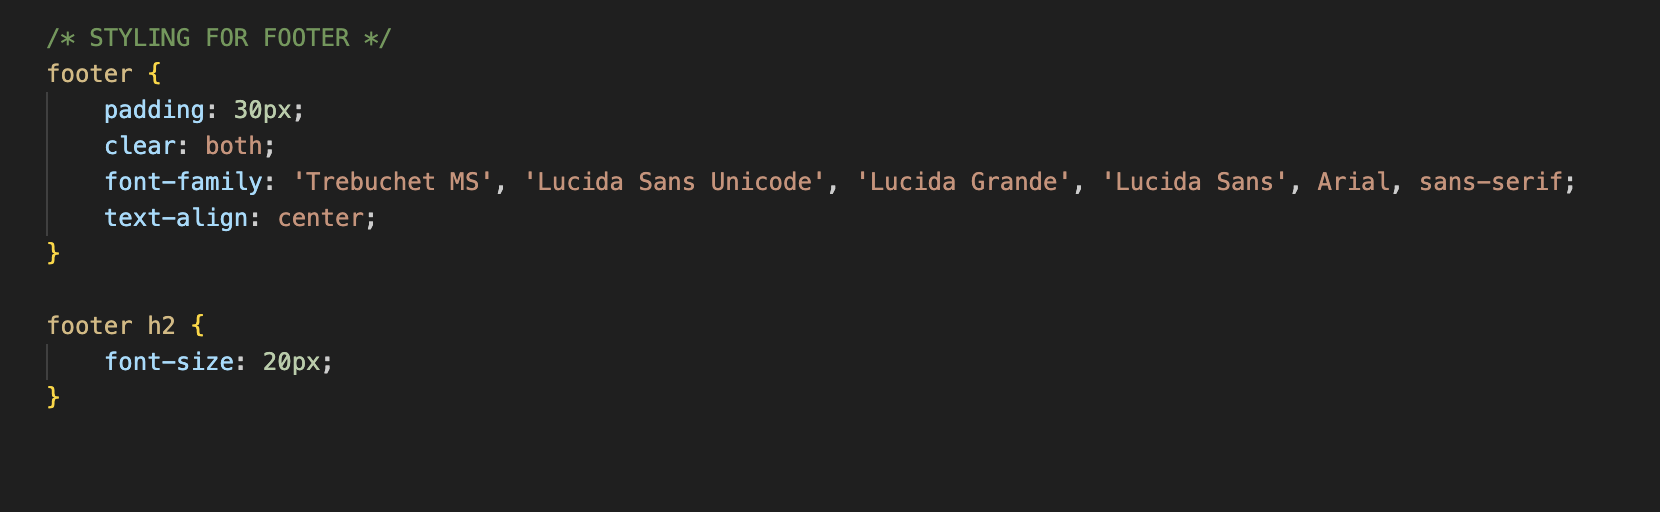 /* STYLING FOR FOOTER */
footer {
    padding: 30px;
    clear: both;
    font-family: 'Trebuchet MS', 'Lucida Sans Unicode', 'Lucida Grande', 'Lucida Sans', Arial, sans-serif;
    text-align: center;
}

footer h2 {
    font-size: 20px;
}